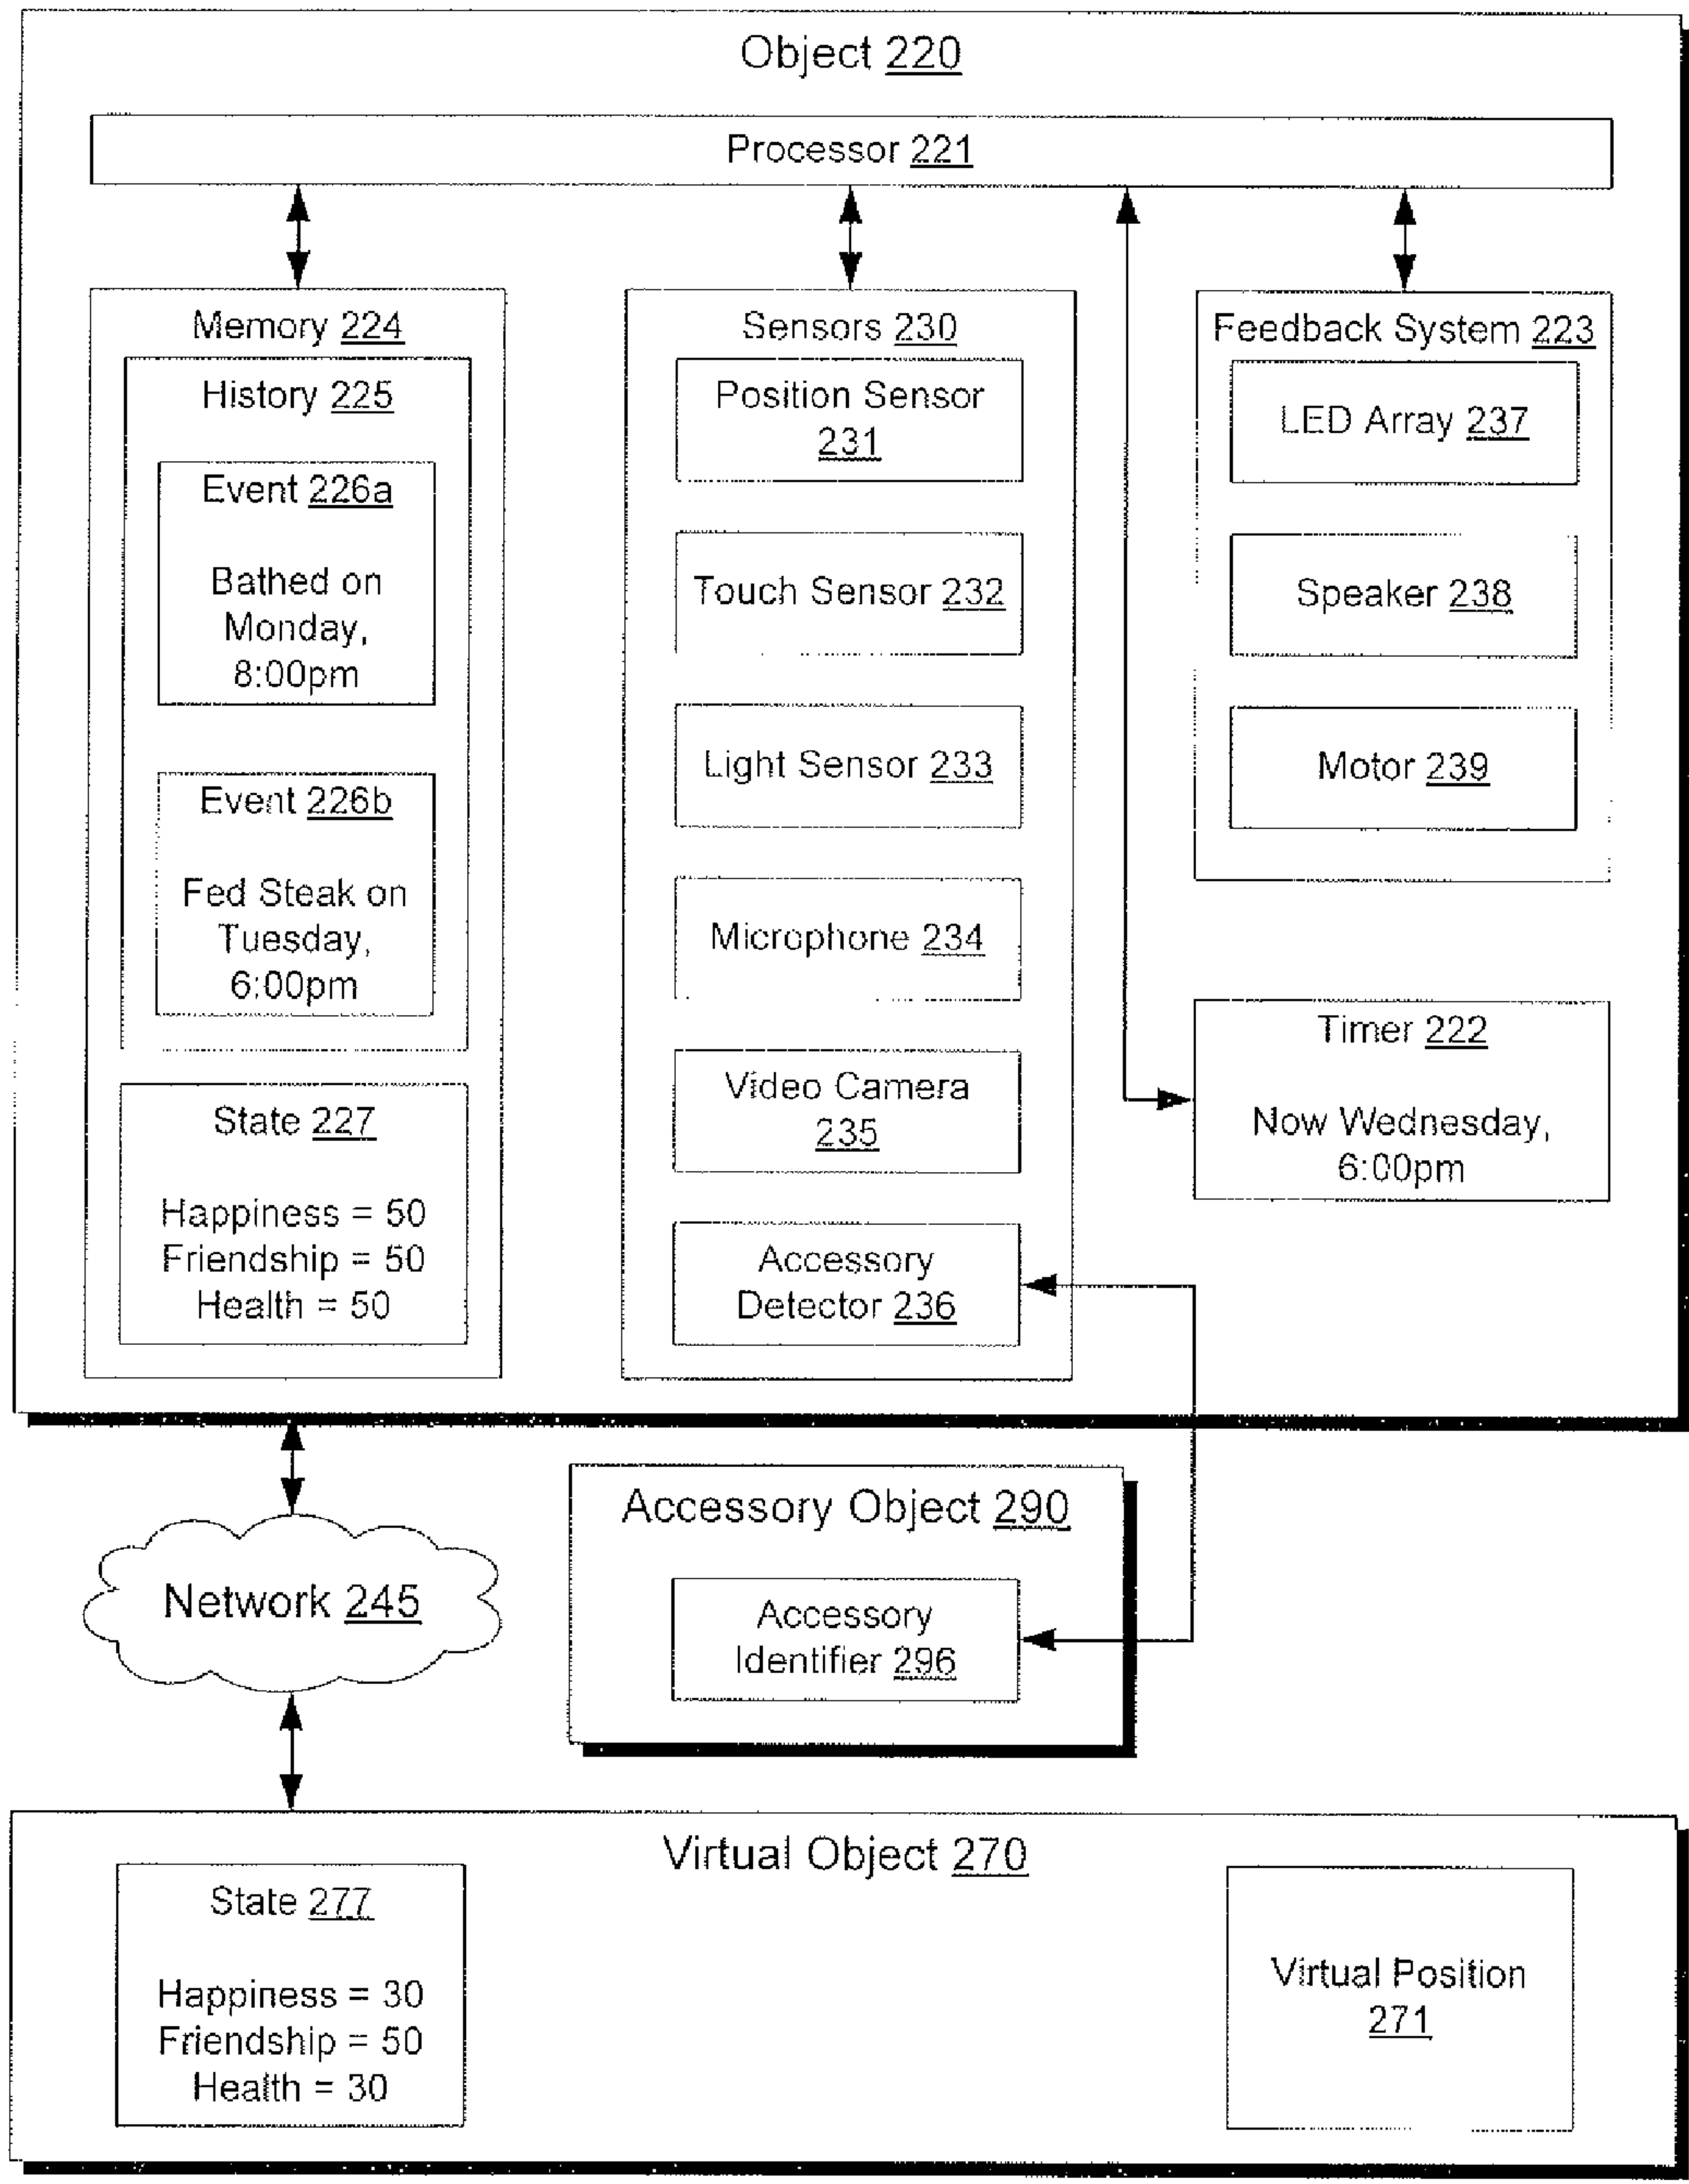 Object 220
Processor 221
Memory 224
History 225
Event 226a
Bathed on
Monday,
8:00pm
Event 226b
Fed Steak on
Tuesday,
6:00pm
State 227
Happiness = 50
Friendship = 50
Health = 50
Sensors 230
Position Sensor
231
Touch Sensor 232
Light Sensor 233
Microphone 234
Video Camera
235
Accessory
Detector 236
Feedback System 223
LED Array 237
Speaker 238
Motor 239
Timer 222
Now Wednesday,
6:00pm
Network 245
Accessory Object 290
Accessory
Identifier 296
Virtual Object 270
State 277
Happiness = 30
Friendship = 50
Health = 30
Virtual Position
271